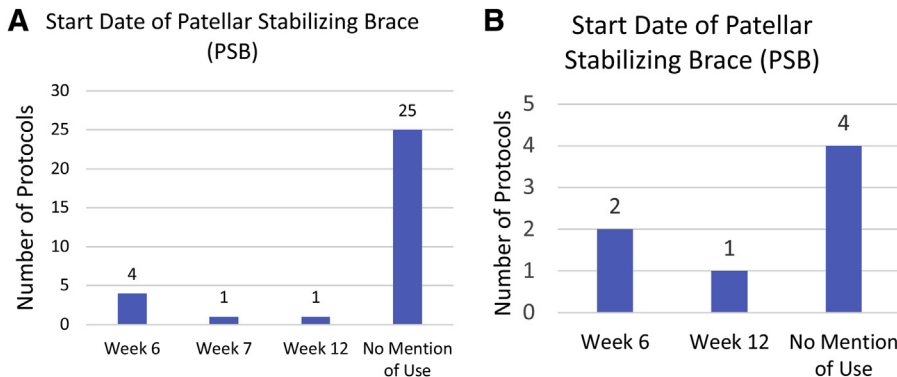 A
Start Date of Patellar Stabilizing Brace
(PSB)
Number of Protocols
30
25
20
15
10
5
0
4
1
1
25
Week 6
Week 7
Week 12
No Mention
of Use
B
Start Date of Patellar
Stabilizing Brace (PSB)
Number of Protocols
5
4
3
2
1
0
2
1
4
Week 6
Week 12
No Mention
of Use